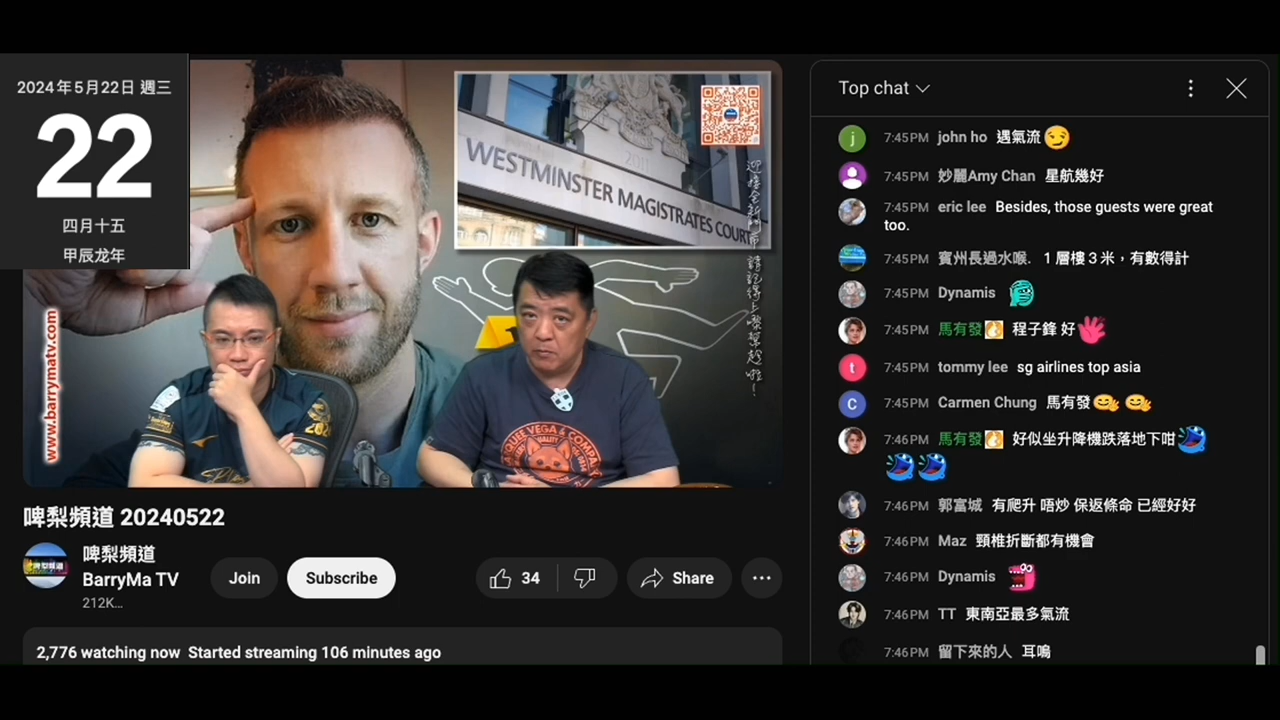 2024年5月22日 週三
22
四月十五
甲辰龙年
WESTMINSTER MAGISTRATES COURT
2011
www.barrymatv.com
VEGA & COMPANY
QUALITY
啤梨頻道 20240522
啤梨頻道
BarryMa TV
212K...
Join
Subscribe
34
Share
2,776 watching now Started streaming 106 minutes ago
Top chat
7:45PM john ho 遇氣流😏
7:45PM 妙麗Amy Chan 星航幾好
7:45PM eric lee Besides, those guests were great
too.
7:45PM 賓州長過水喉. 1 層樓 3 米，有數得計
7:45PM Dynamis
7:45PM 馬有發 程子鋒 好
7:45PM tommy lee sg airlines top asia
7:45PM Carmen Chung 馬有發
7:46PM 馬有發 好似坐升降機跌落地下咁
7:46PM 郭富城 有爬升 唔炒 保返條命 已經好好
7:46PM Maz 頸椎折斷都有機會
7:46PM Dynamis
7:46PM TT 東南亞最多氣流
7:46PM 留下來的人 耳鳴